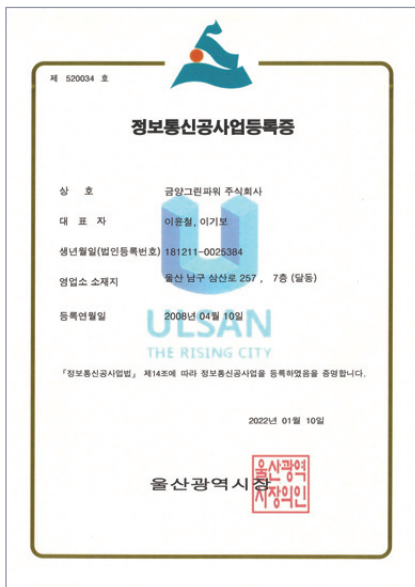 제 520034 호
정보통신공사업등록증
상 호 금양그린파워 주식회사
대 표 자 이윤철, 이기보
생년월일(법인등록번호) 181211-0025384
영업소 소재지 울산 남구 삼산로 257 , 7층 (달동)
등록연월일 2008년 04월 10일
ULSAN
THE RISING CITY
「정보통신공사업법」 제14조에 따라 정보통신공사업을 등록하였음을 증명합니다.
2022년 01월 10일
울산광역시장
울산광역
시장의인